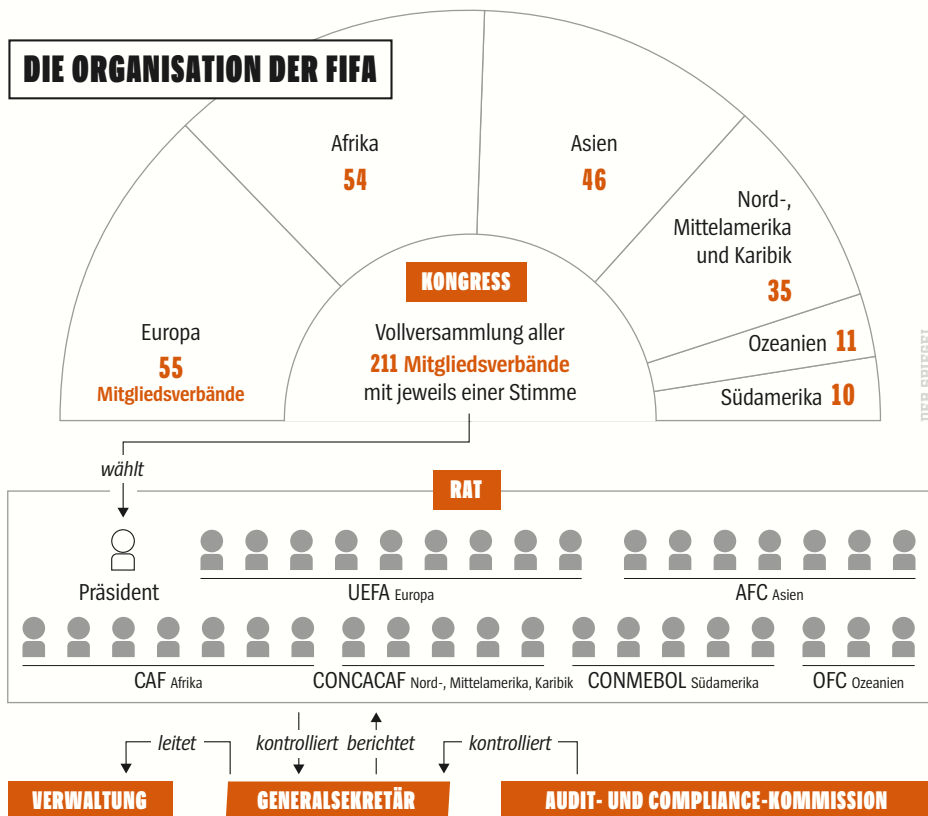 DIE ORGANISATION DER FIFA
Afrika
54
Asien
46
Nord-,
Mittelamerika
und Karibik
35
Europa
55
Mitgliedsverbände
KONGRESS
Vollversammlung aller
211 Mitgliedsverbände
mit jeweils einer Stimme
Ozeanien 11
Südamerika 10
DER SPIEGEL
wählt
RAT
Präsident
UEFA Europa
AFC Asien
CAF Afrika
CONCACAF Nord-, Mittelamerika, Karibik
CONMEBOL Südamerika
OFC Ozeanien
leitet
kontrolliert
berichtet
kontrolliert
VERWALTUNG
GENERALSEKRETÄR
AUDIT- UND COMPLIANCE-KOMMISSION